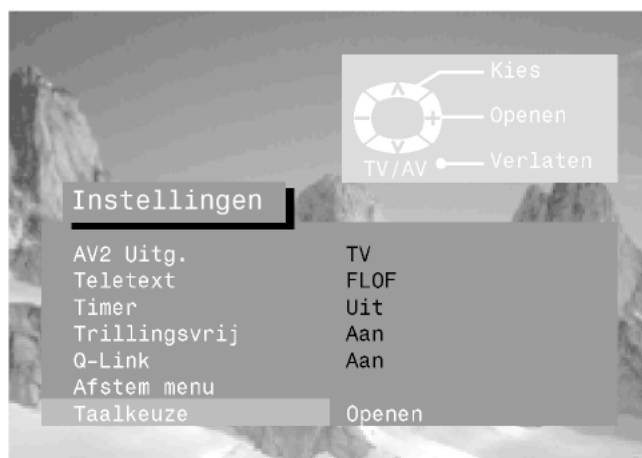 Kies
Openen
TV/AV Verlaten
Instellingen
AV2 Uitg. TV
Teletext FLOF
Timer Uit
Trillingsvrij Aan
Q-Link Aan
Afstem menu
Taalkeuze Openen